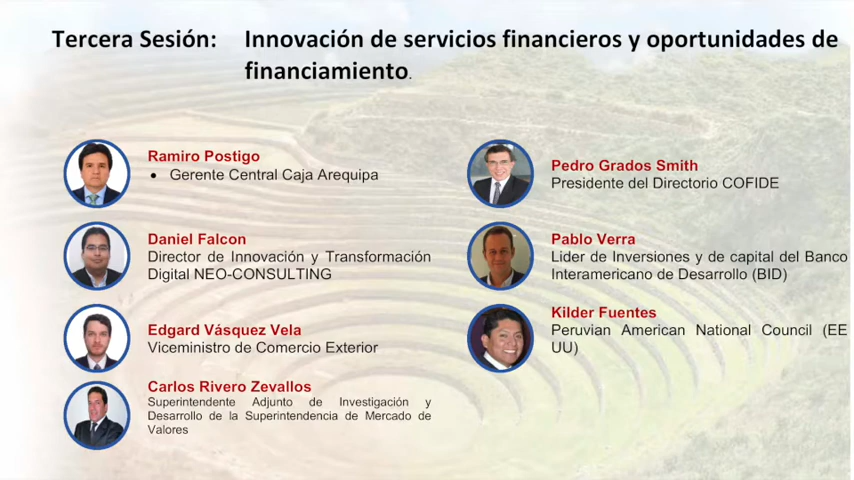 Tercera Sesión: Innovación de servicios financieros y oportunidades de
financiamiento.
Ramiro Postigo
• Gerente Central Caja Arequipa
Daniel Falcon
Director de Innovación y Transformación
Digital NEO-CONSULTING
Edgard Vásquez Vela
Viceministro de Comercio Exterior
Carlos Rivero Zevallos
Superintendente Adjunto de Investigación y
Desarrollo de la Superintendencia de Mercado de
Valores
Pedro Grados Smith
Presidente del Directorio COFIDE
Pablo Verra
Lider de Inversiones y de capital del Banco
Interamericano de Desarrollo (BID)
Kilder Fuentes
Peruvian American National Council (EE
UU)